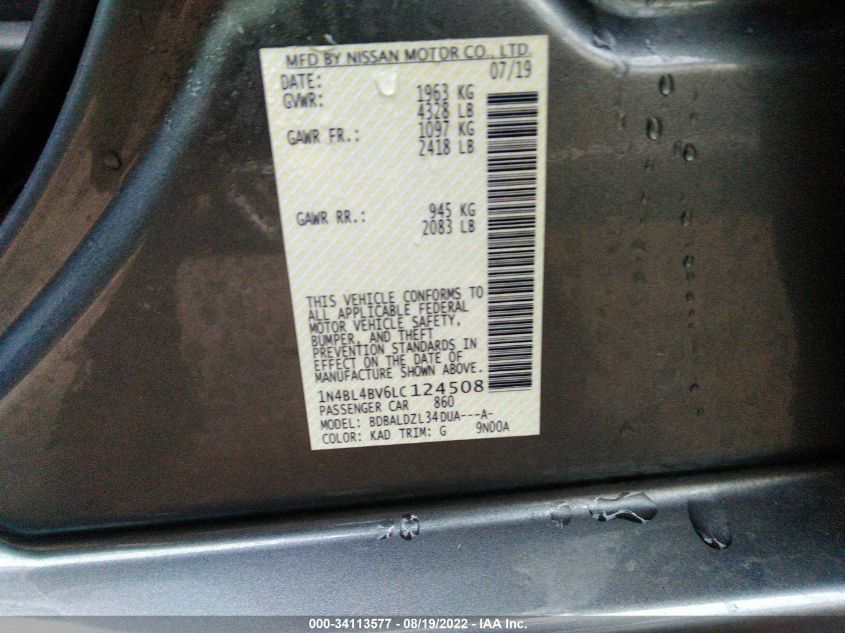 MFD BY NISSAN MOTOR CO., LTD.
DATE: 07/19
GVWR: 1963 KG
4328 LB
GAWR FR.: 1097 KG
2418 LB
GAWR RR.: 945 KG
2083 LB
THIS VEHICLE CONFORMS TO
ALL APPLICABLE FEDERAL
MOTOR VEHICLE SAFETY,
BUMPER, AND THEFT
PREVENTION STANDARDS IN
EFFECT ON THE DATE OF
MANUFACTURE SHOWN ABOVE.
1N4BL4BV6LC124508
PASSENGER CAR 860
MODEL: BDBALDZL34DUA---A-
COLOR: KAD TRIM: G 9N00A
000-34113577 - 08/19/2022 - IAA Inc.